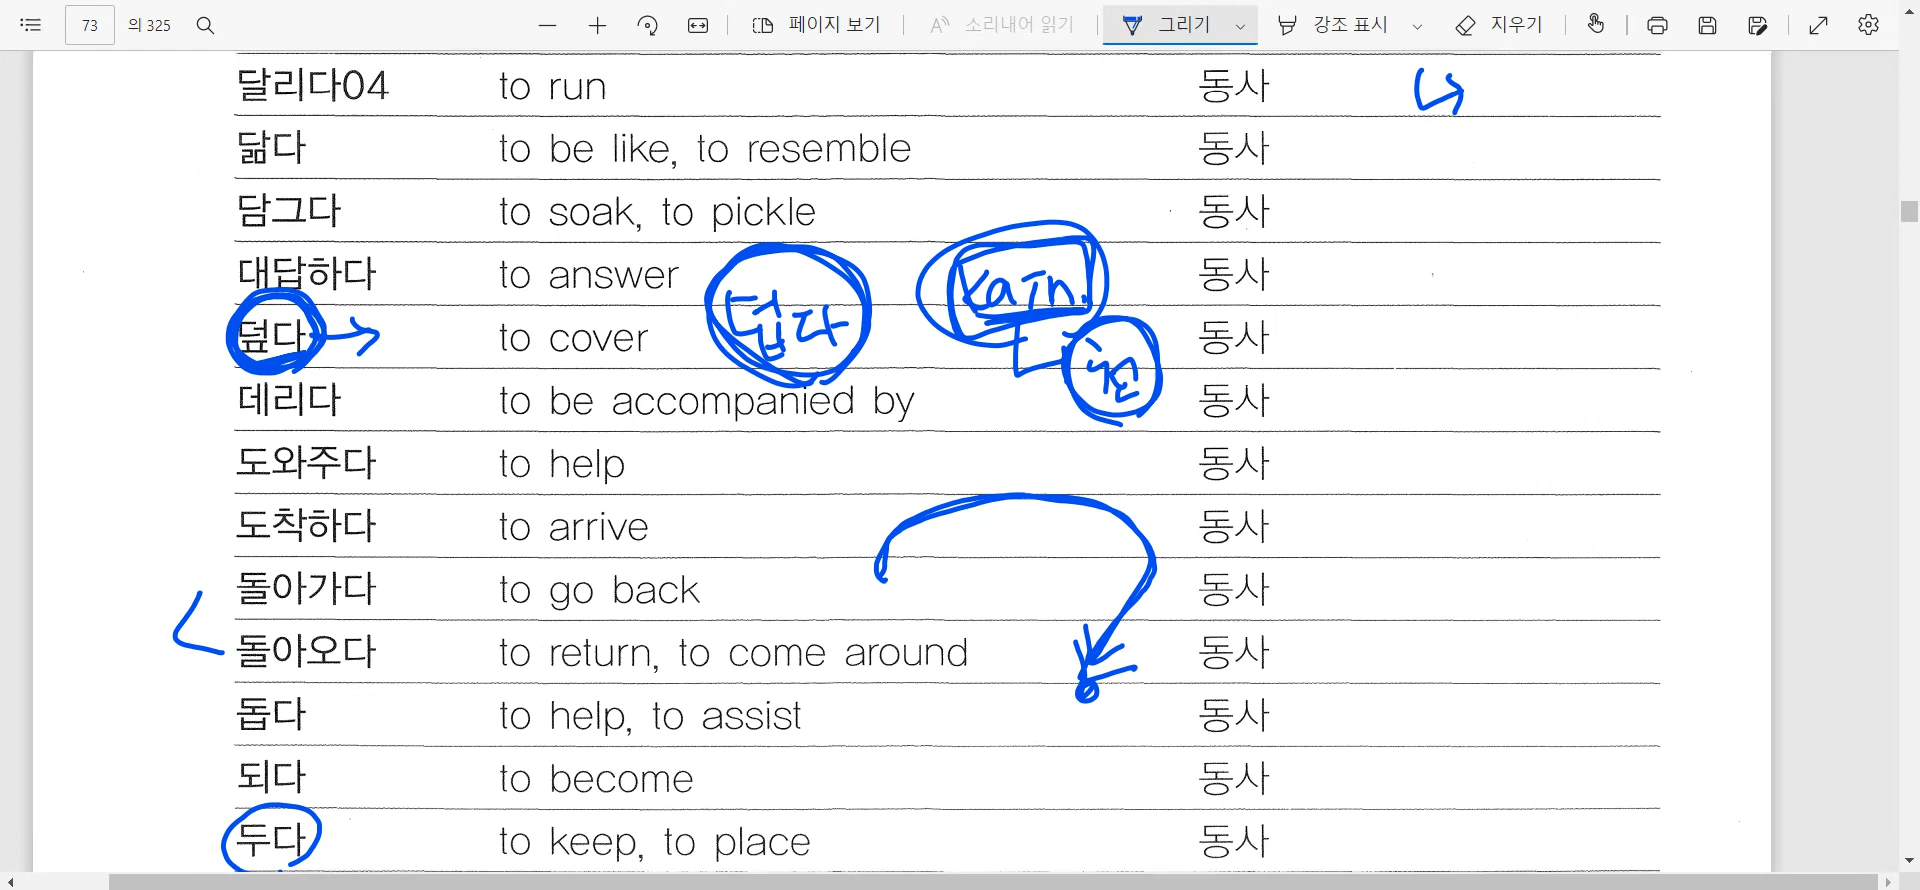 73 의 325 페이지 보기 소리내어 읽기 그리기 강조 표시 지우기
달리다04 to run 동사
닮다 to be like, to resemble 동사
담그다 to soak, to pickle 동사
대답하다 to answer 동사
덥다 kain.
덮다 to cover 동사
데리다 to be accompanied by 동사
도와주다 to help 동사
도착하다 to arrive 동사
돌아가다 to go back 동사
돌아오다 to return, to come around 동사
돕다 to help, to assist 동사
되다 to become 동사
두다 to keep, to place 동사